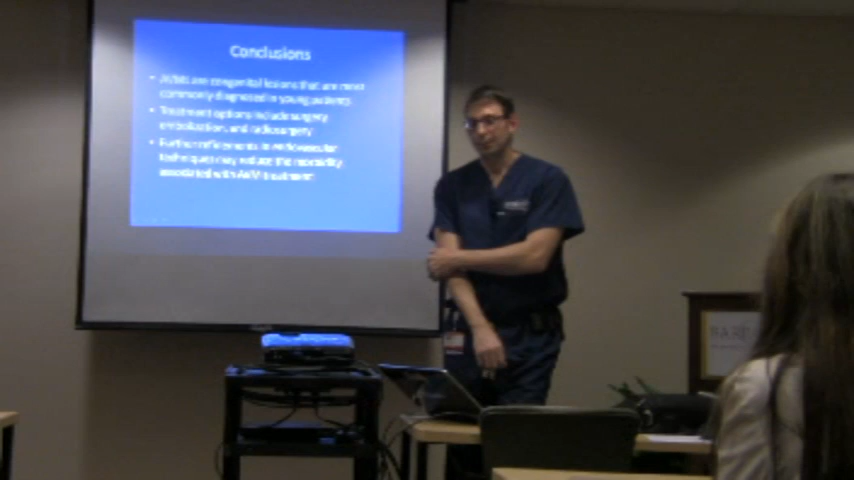 Conclusions
• AVMs are congenital lesions that are most
commonly diagnosed in young patients
• Treatment options include surgery,
embolization, and radiosurgery
• Further refinements in endovascular
techniques may reduce the morbidity
associated with AVM treatment